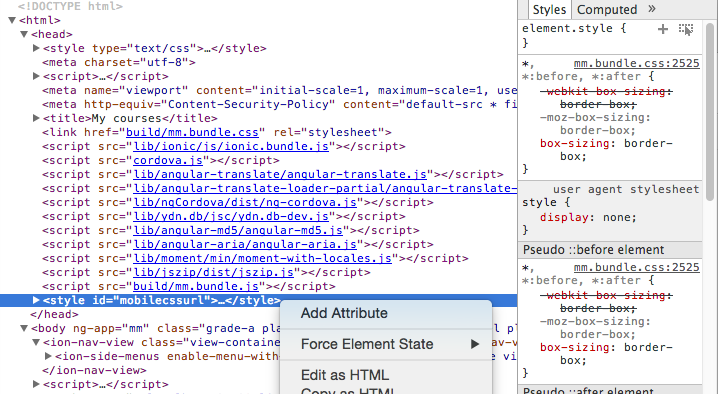 <!DOCTYPE html>
▼<html>
▼<head>
▶<style type="text/css">…</style>
<meta charset="utf-8">
▶<script>…</script>
<meta name="viewport" content="initial-scale=1, maximum-scale=1, use
<meta http-equiv="Content-Security-Policy" content="default-src * fi
▶<title>My courses</title>
<link href="build/mm.bundle.css" rel="stylesheet">
<script src="lib/ionic/js/ionic.bundle.js"></script>
<script src="cordova.js"></script>
<script src="lib/angular-translate/angular-translate.js"></script>
<script src="lib/angular-translate-loader-partial/angular-translate-
<script src="lib/ngCordova/dist/ng-cordova.js"></script>
<script src="lib/ydn.db/jsc/ydn.db-dev.js"></script>
<script src="lib/angular-md5/angular-md5.js"></script>
<script src="lib/angular-aria/angular-aria.js"></script>
<script src="lib/moment/min/moment-with-locales.js"></script>
<script src="lib/jszip/dist/jszip.js"></script>
<script src="build/mm.bundle.js"></script>
▶<style id="mobilecssurl">…</style>
</head>
▼<body ng-app="mm" class="grade-a pla
▼<ion-nav-view class="view-contain
▶<ion-side-menus enable-menu-with
</ion-nav-view>
▶<script>…</script>
Add Attribute
Force Element State ▶
Edit as HTML
Copy as HTML
Styles Computed »
element.style {
}
*, mm.bundle.css:2525
*:before, *:after {
-webkit-box-sizing:
border-box;
-moz-box-sizing:
border-box;
box-sizing: border-
box;
}
user agent stylesheet
style {
display: none;
}
Pseudo ::before element
*, mm.bundle.css:2525
*:before, *:after {
-webkit-box-sizing:
border-box;
-moz-box-sizing:
border-box;
box-sizing: border-
box;
}
Pseudo ::after element